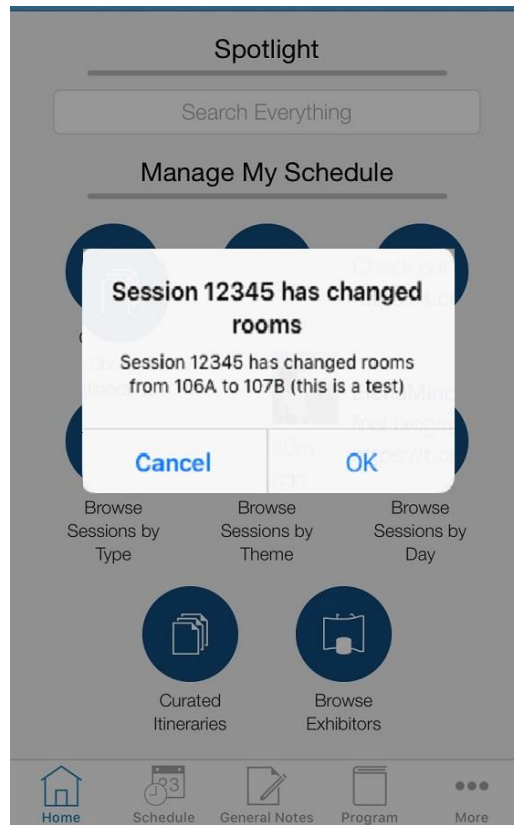 Spotlight
Search Everything
Manage My Schedule
Session 12345 has changed
rooms
Session 12345 has changed rooms
from 106A to 107B (this is a test)
Cancel
OK
Browse
Sessions by
Type
Browse
Sessions by
Theme
Browse
Sessions by
Day
Curated
Itineraries
Browse
Exhibitors
23
Home
Schedule
General Notes
Program
More